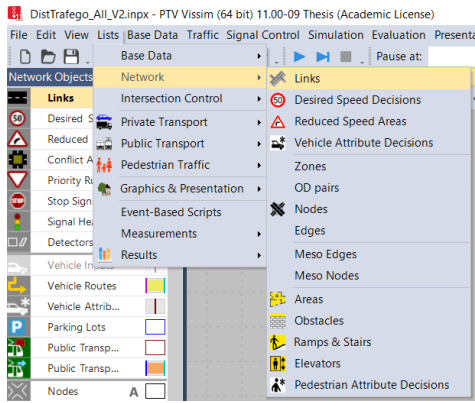 DistTrafego_All_V2.inpx - PTV Vissim (64 bit) 11.00-09 Thesis (Academic License)
File Edit View Lists Base Data Traffic Signal Control Simulation Evaluation Presenta
Pause at:
Network Objects
Links
50 Desired S
Reduced
Conflict A
Priority Ru
STOP Stop Sign
Signal Hea
Detectors
Vehicle Inputs
Vehicle Routes
Vehicle Attrib...
P Parking Lots
Public Transp...
Public Transp...
Nodes A
Base Data
Network
Intersection Control
Private Transport
Public Transport
Pedestrian Traffic
Graphics & Presentation
Event-Based Scripts
Measurements
Results
Links
50 Desired Speed Decisions
Reduced Speed Areas
Vehicle Attribute Decisions
Zones
OD pairs
Nodes
Edges
Meso Edges
Meso Nodes
Areas
Obstacles
Ramps & Stairs
Elevators
Pedestrian Attribute Decisions